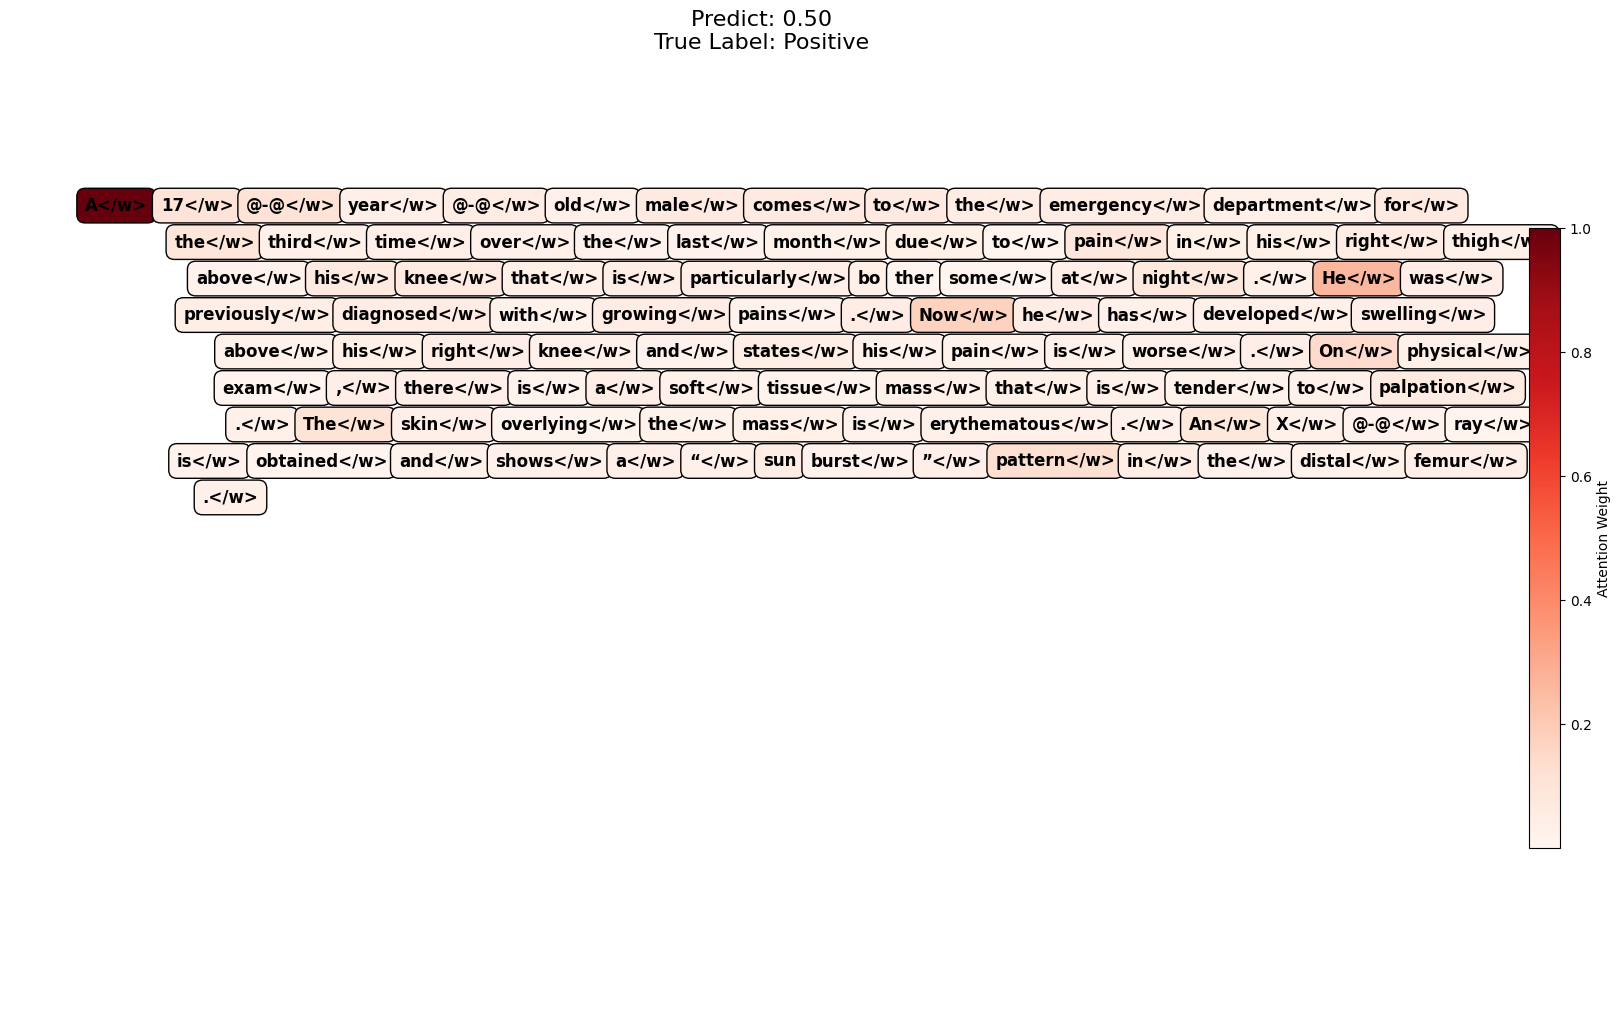 Predict: 0.50
True Label: Positive
A</w> 17</w> @-@</w> year</w> @-@</w> old</w> male</w> comes</w> to</w> the</w> emergency</w> department</w> for</w>
the</w> third</w> time</w> over</w> the</w> last</w> month</w> due</w> to</w> pain</w> in</w> his</w> right</w> thigh</w
above</w> his</w> knee</w> that</w> is</w> particularly</w> bo ther some</w> at</w> night</w> .</w> He</w> was</w>
previously</w> diagnosed</w> with</w> growing</w> pains</w> .</w> Now</w> he</w> has</w> developed</w> swelling</w>
above</w> his</w> right</w> knee</w> and</w> states</w> his</w> pain</w> is</w> worse</w> .</w> On</w> physical</w>
exam</w> ,</w> there</w> is</w> a</w> soft</w> tissue</w> mass</w> that</w> is</w> tender</w> to</w> palpation</w>
.</w> The</w> skin</w> overlying</w> the</w> mass</w> is</w> erythematous</w> .</w> An</w> X</w> @-@</w> ray</w>
is</w> obtained</w> and</w> shows</w> a</w> “</w> sun burst</w> ”</w> pattern</w> in</w> the</w> distal</w> femur</w>
.</w>
1.0
0.8
0.6
0.4
0.2
Attention Weight